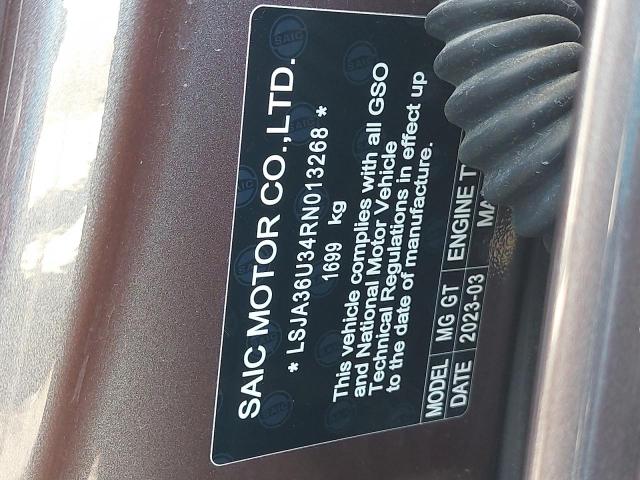 SAIC MOTOR CO.,LTD.
* LSJA36U34RN013268 *
1699 kg
This vehicle complies with all GSO
and National Motor Vehicle
Technical Regulations in effect up
to the date of manufacture.
MODEL MG GT ENGINE
DATE 2023-03